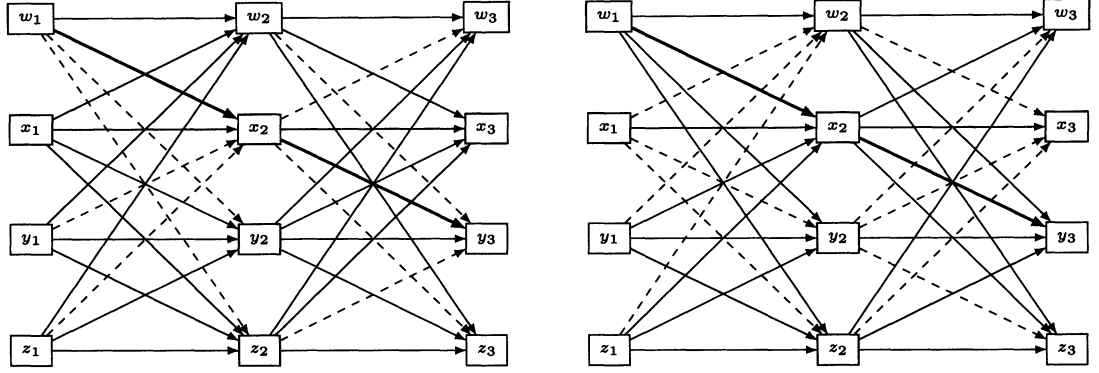 w1 w2 w3 w1 w2 w3
x1 x2 x3 x1 x2 x3
y1 y2 y3 y1 y2 y3
z1 z2 z3 z1 z2 z3